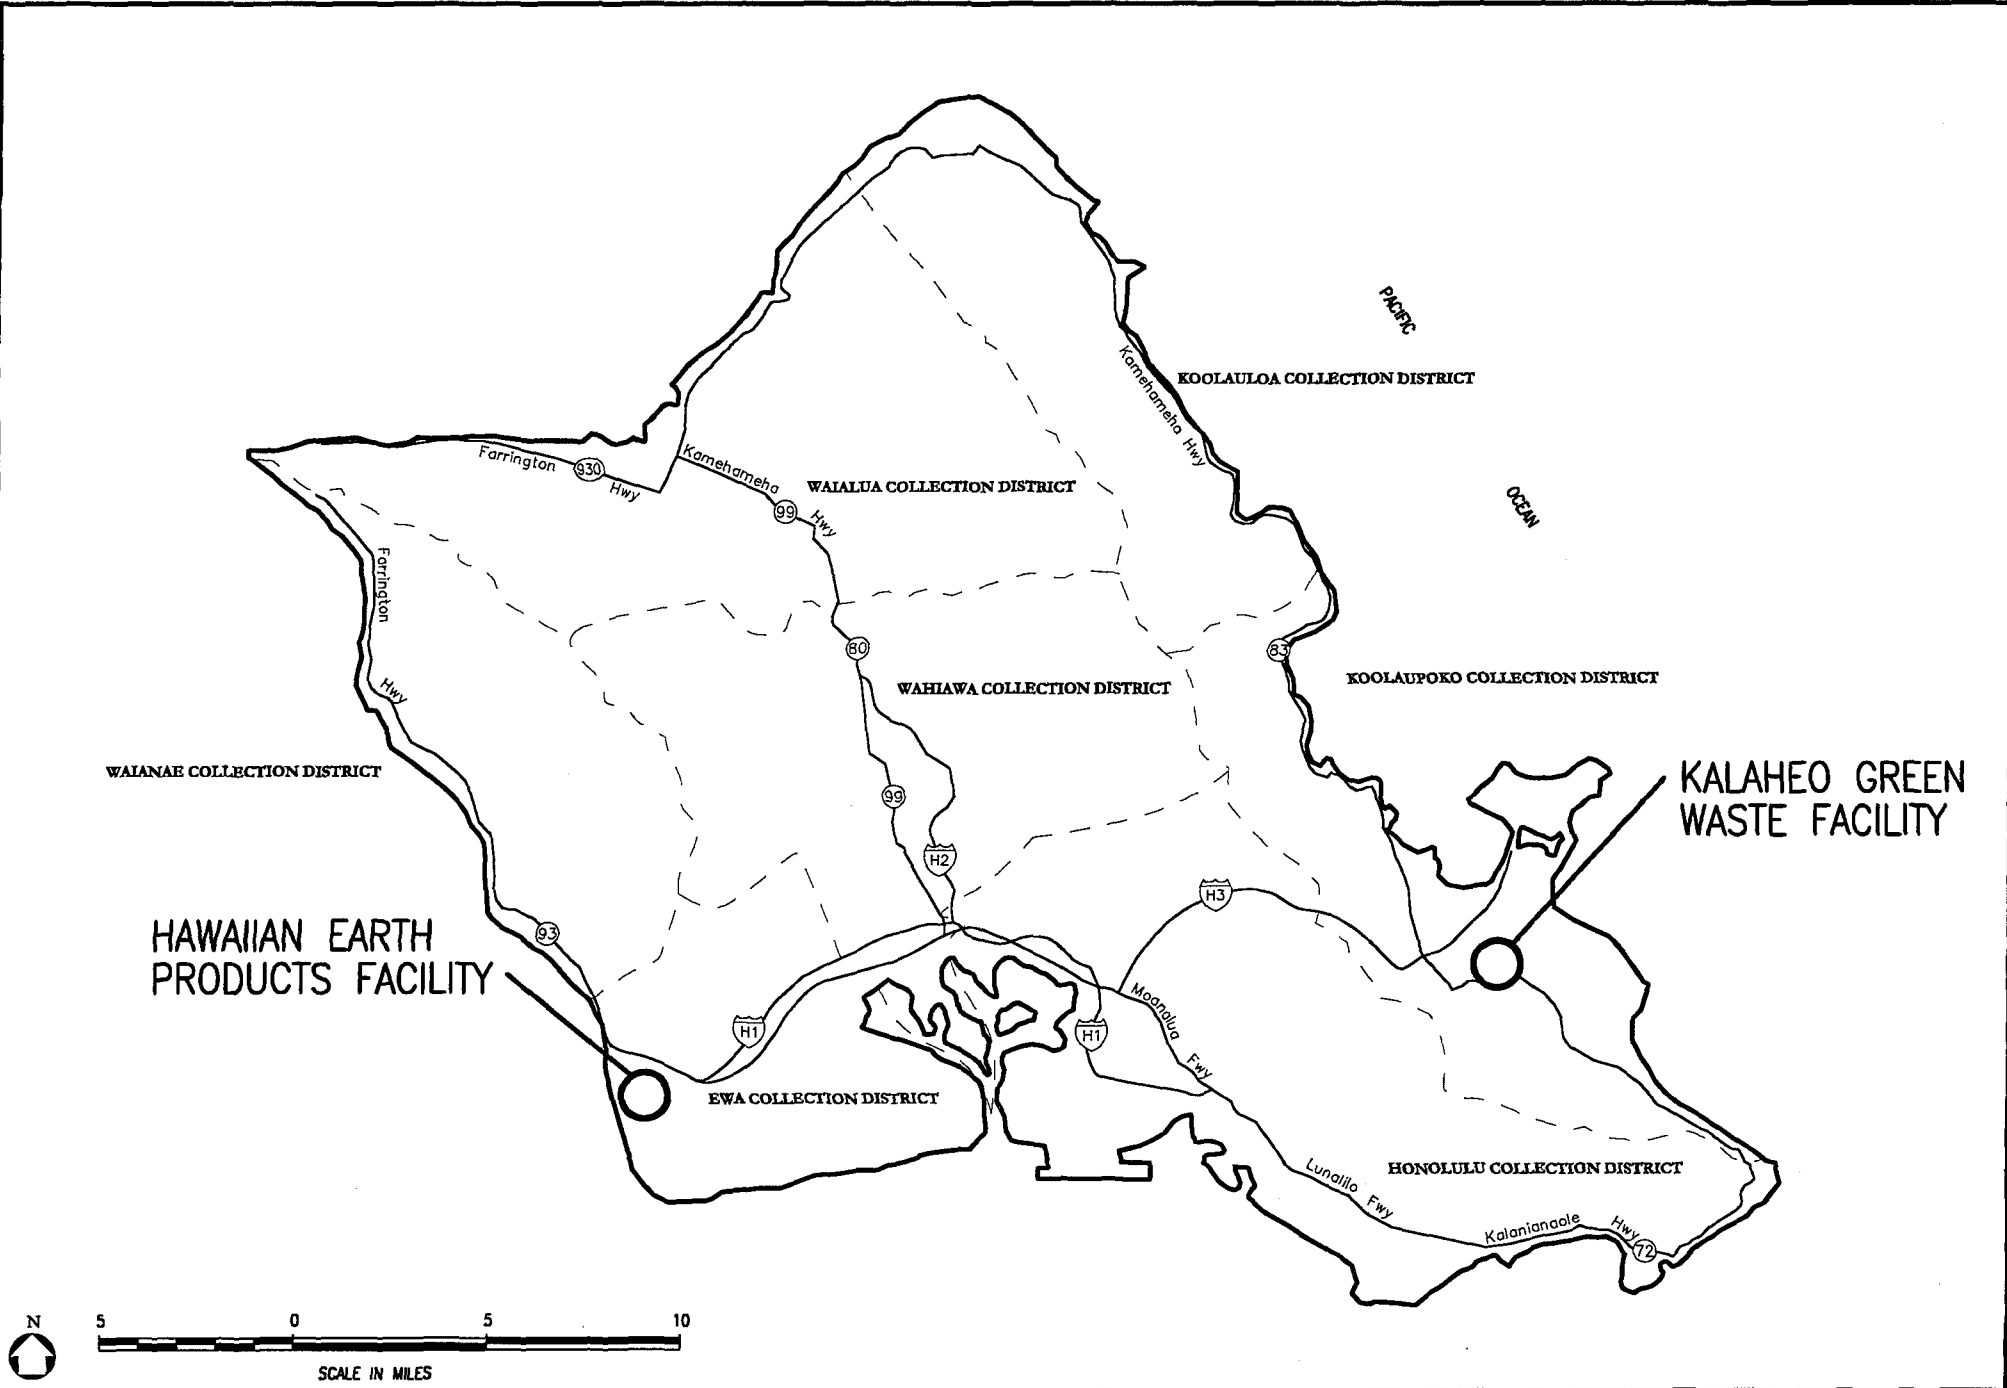 PACIFIC
Kamehameha Hwy
KOOLAULOA COLLECTION DISTRICT
Farrington 930 Hwy
Kamehameha 99 Hwy
WAIALUA COLLECTION DISTRICT
OCEAN
Farrington Hwy
80
83
WAHIAWA COLLECTION DISTRICT
KOOLAUPOKO COLLECTION DISTRICT
WAIANAE COLLECTION DISTRICT
KALAHEO GREEN
WASTE FACILITY
99
H2
H3
93
HAWAIIAN EARTH
PRODUCTS FACILITY
H1
H1
Moanalua Fwy
EWA COLLECTION DISTRICT
HONOLULU COLLECTION DISTRICT
Lunalilo Fwy
Kalanianaole Hwy
72
N
5 0 5 10
SCALE IN MILES